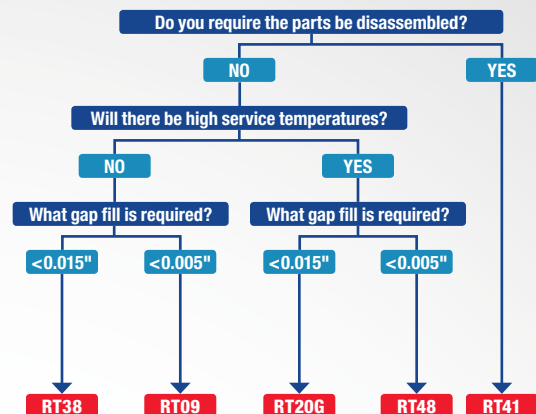 Do you require the parts be disassembled?
NO
YES
Will there be high service temperatures?
NO
YES
What gap fill is required?
What gap fill is required?
<0.015"
<0.005"
<0.015"
<0.005"
RT38
RT09
RT20G
RT48
RT41